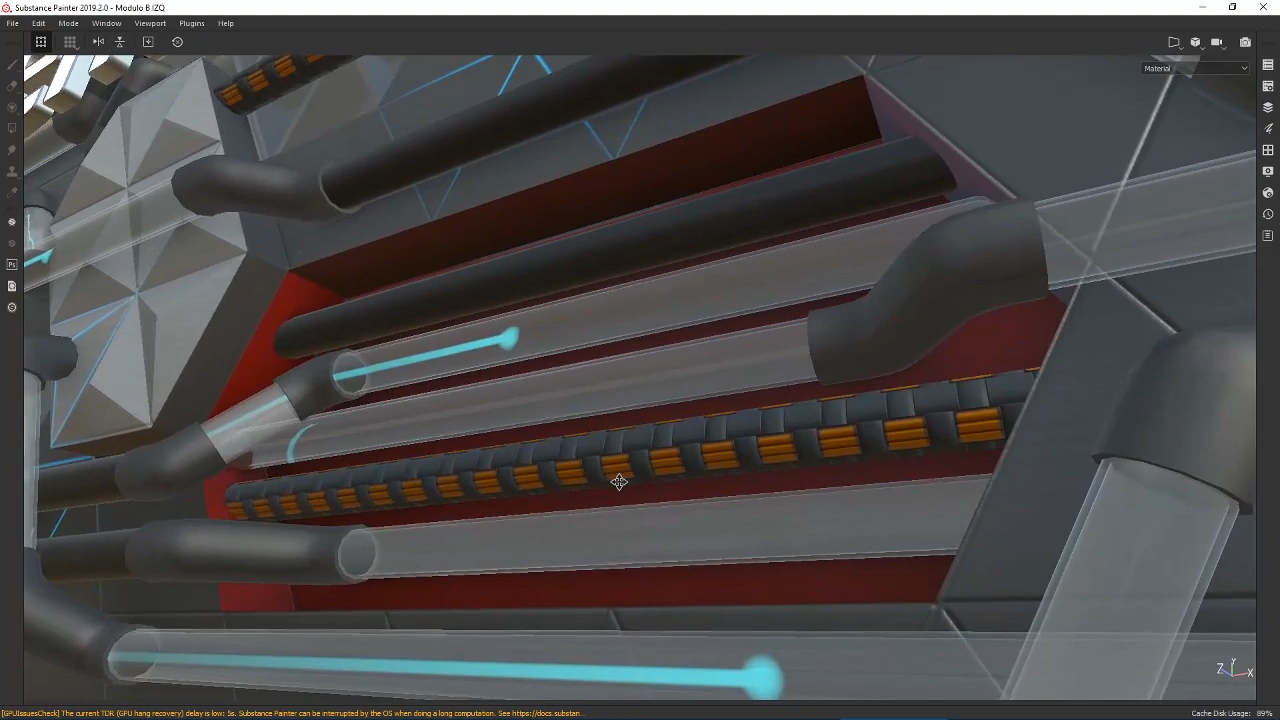 Substance Painter 2019.2.0 - Modulo B IZQ
File Edit Mode Window Viewport Plugins Help
Material
Ps
Z Y X
[GPUIssuesCheck] The current TDR (GPU hang recovery) delay is low: 5s. Substance Painter can be interrupted by the OS when doing a long computation. See https://docs.substan...
Cache Disk Usage: 89%